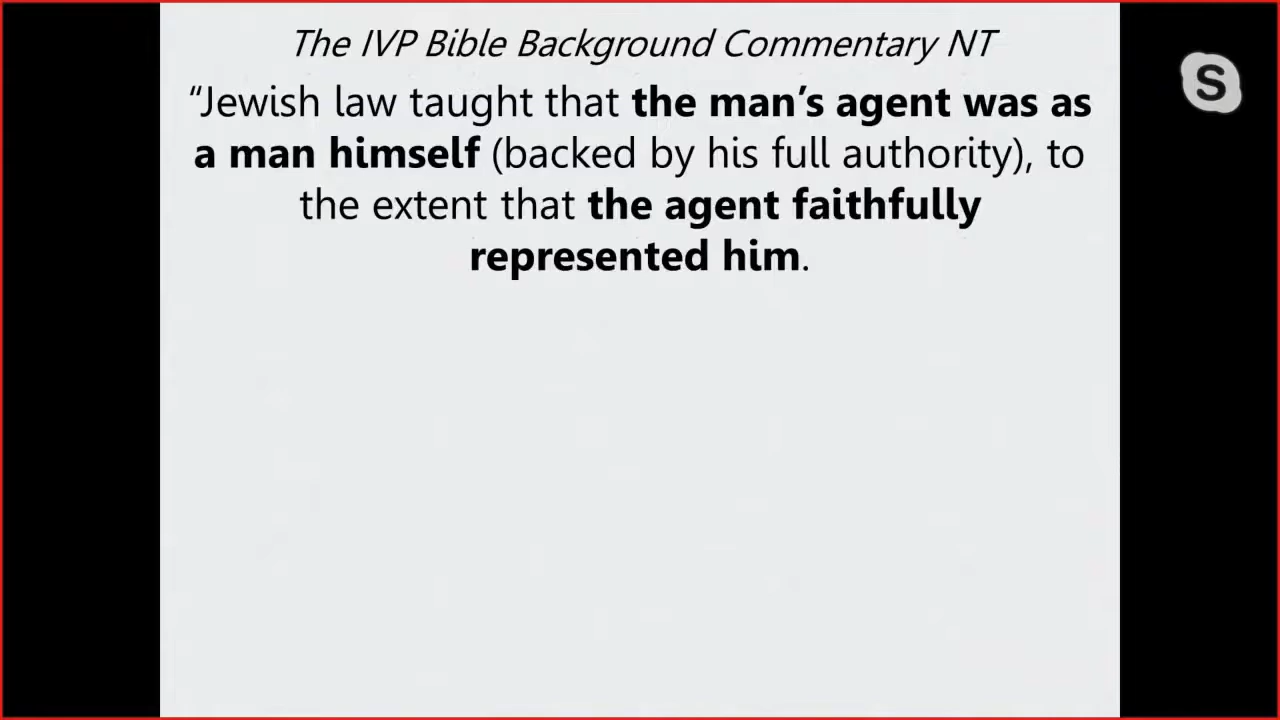 The IVP Bible Background Commentary NT
“Jewish law taught that the man’s agent was as
a man himself (backed by his full authority), to
the extent that the agent faithfully
represented him.
S